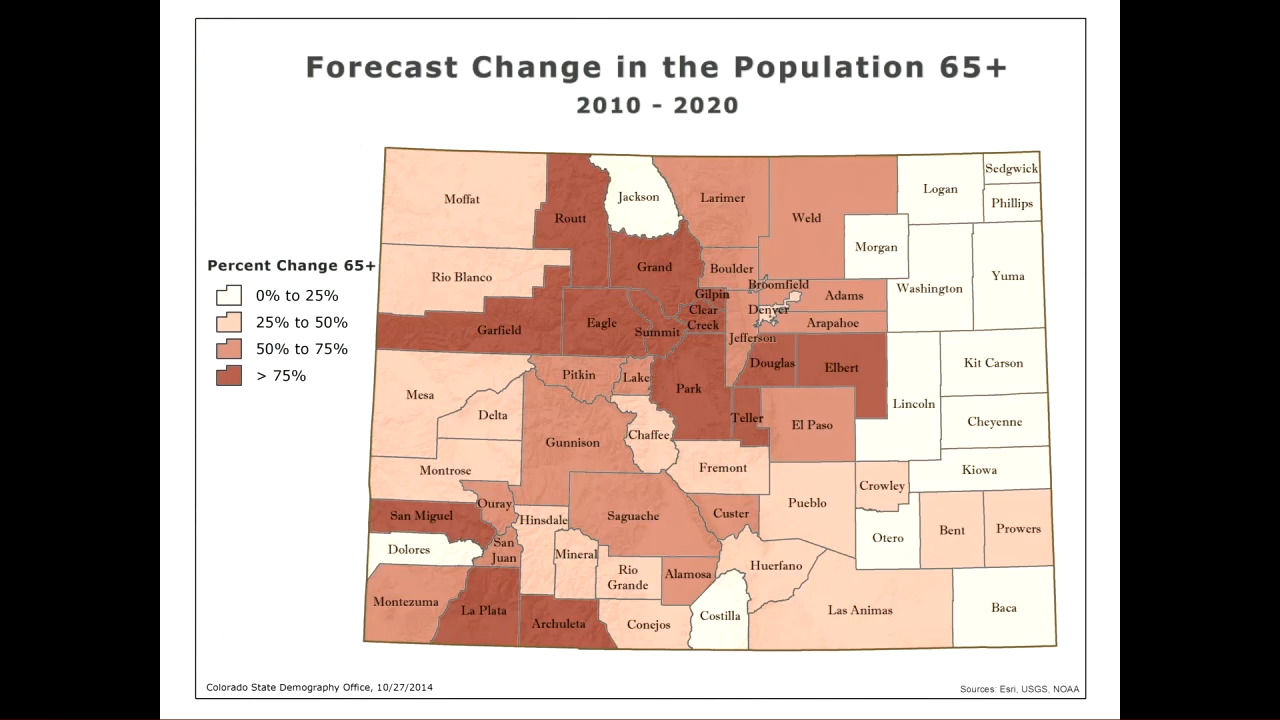 Forecast Change in the Population 65+
2010 - 2020
Percent Change 65+
0% to 25%
25% to 50%
50% to 75%
> 75%
Moffat
Routt
Jackson
Larimer
Weld
Logan
Sedgwick
Phillips
Morgan
Rio Blanco
Grand
Boulder
Broomfield
Washington
Yuma
Gilpin
Adams
Garfield
Eagle
Summit
Clear
Creek
Denver
Arapahoe
Jefferson
Pitkin
Lake
Park
Douglas
Elbert
Kit Carson
Mesa
Delta
Teller
Lincoln
Cheyenne
Gunnison
Chaffee
El Paso
Montrose
Fremont
Kiowa
Ouray
Crowley
Pueblo
San Miguel
Hinsdale
Saguache
Custer
Otero
Bent
Prowers
Dolores
San
Juan
Mineral
Rio
Grande
Alamosa
Huerfano
Montezuma
La Plata
Archuleta
Conejos
Costilla
Las Animas
Baca
Colorado State Demography Office, 10/27/2014
Sources: Esri, USGS, NOAA